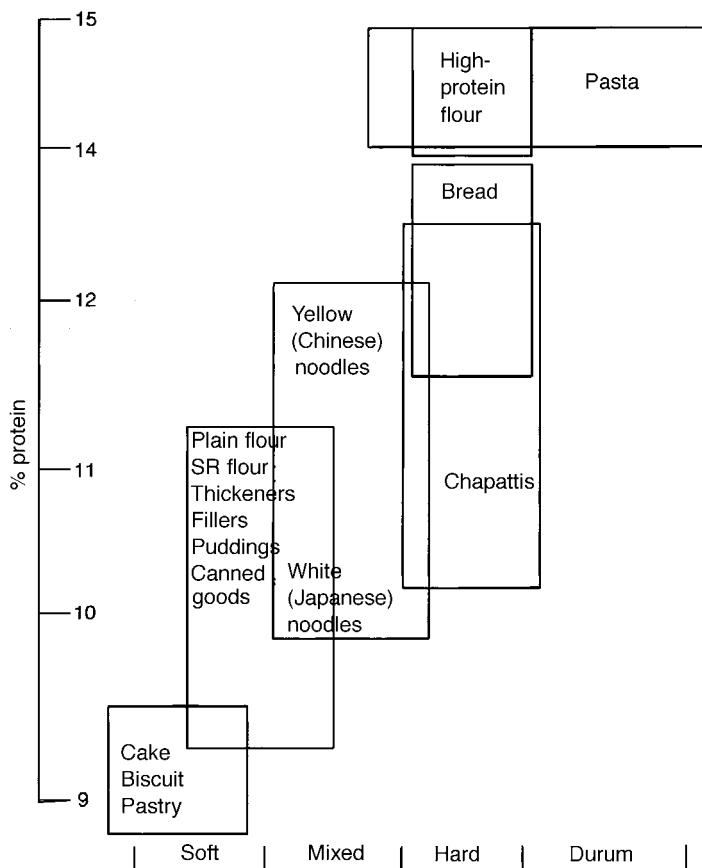 15
14
12
11
10
9
% protein
High-
protein
flour
Pasta
Bread
Yellow
(Chinese)
noodles
Plain flour
SR flour
Thickeners
Fillers
Puddings
Canned
goods
Chapattis
White
(Japanese)
noodles
Cake
Biscuit
Pastry
Soft
Mixed
Hard
Durum